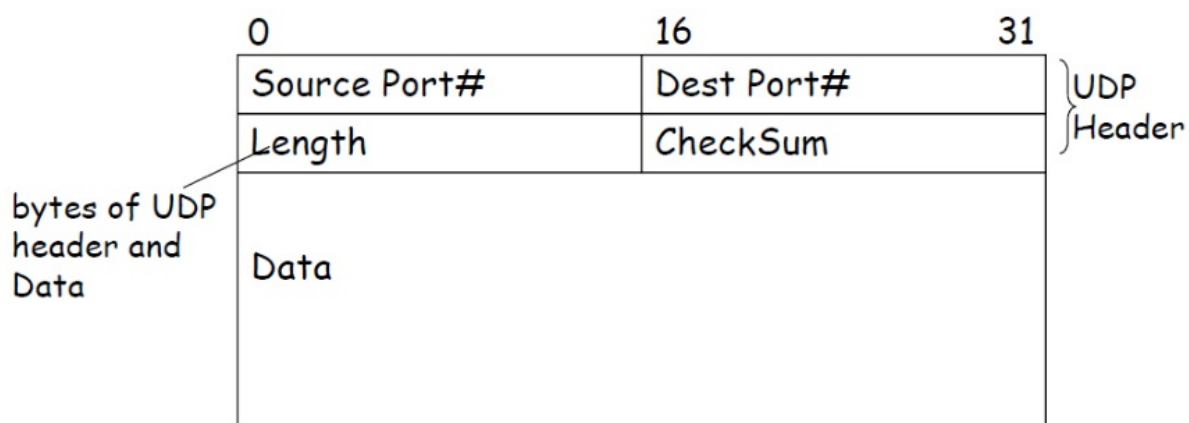 0 16 31
Source Port# Dest Port#
UDP
Header
Length CheckSum
bytes of UDP
header and
Data
Data